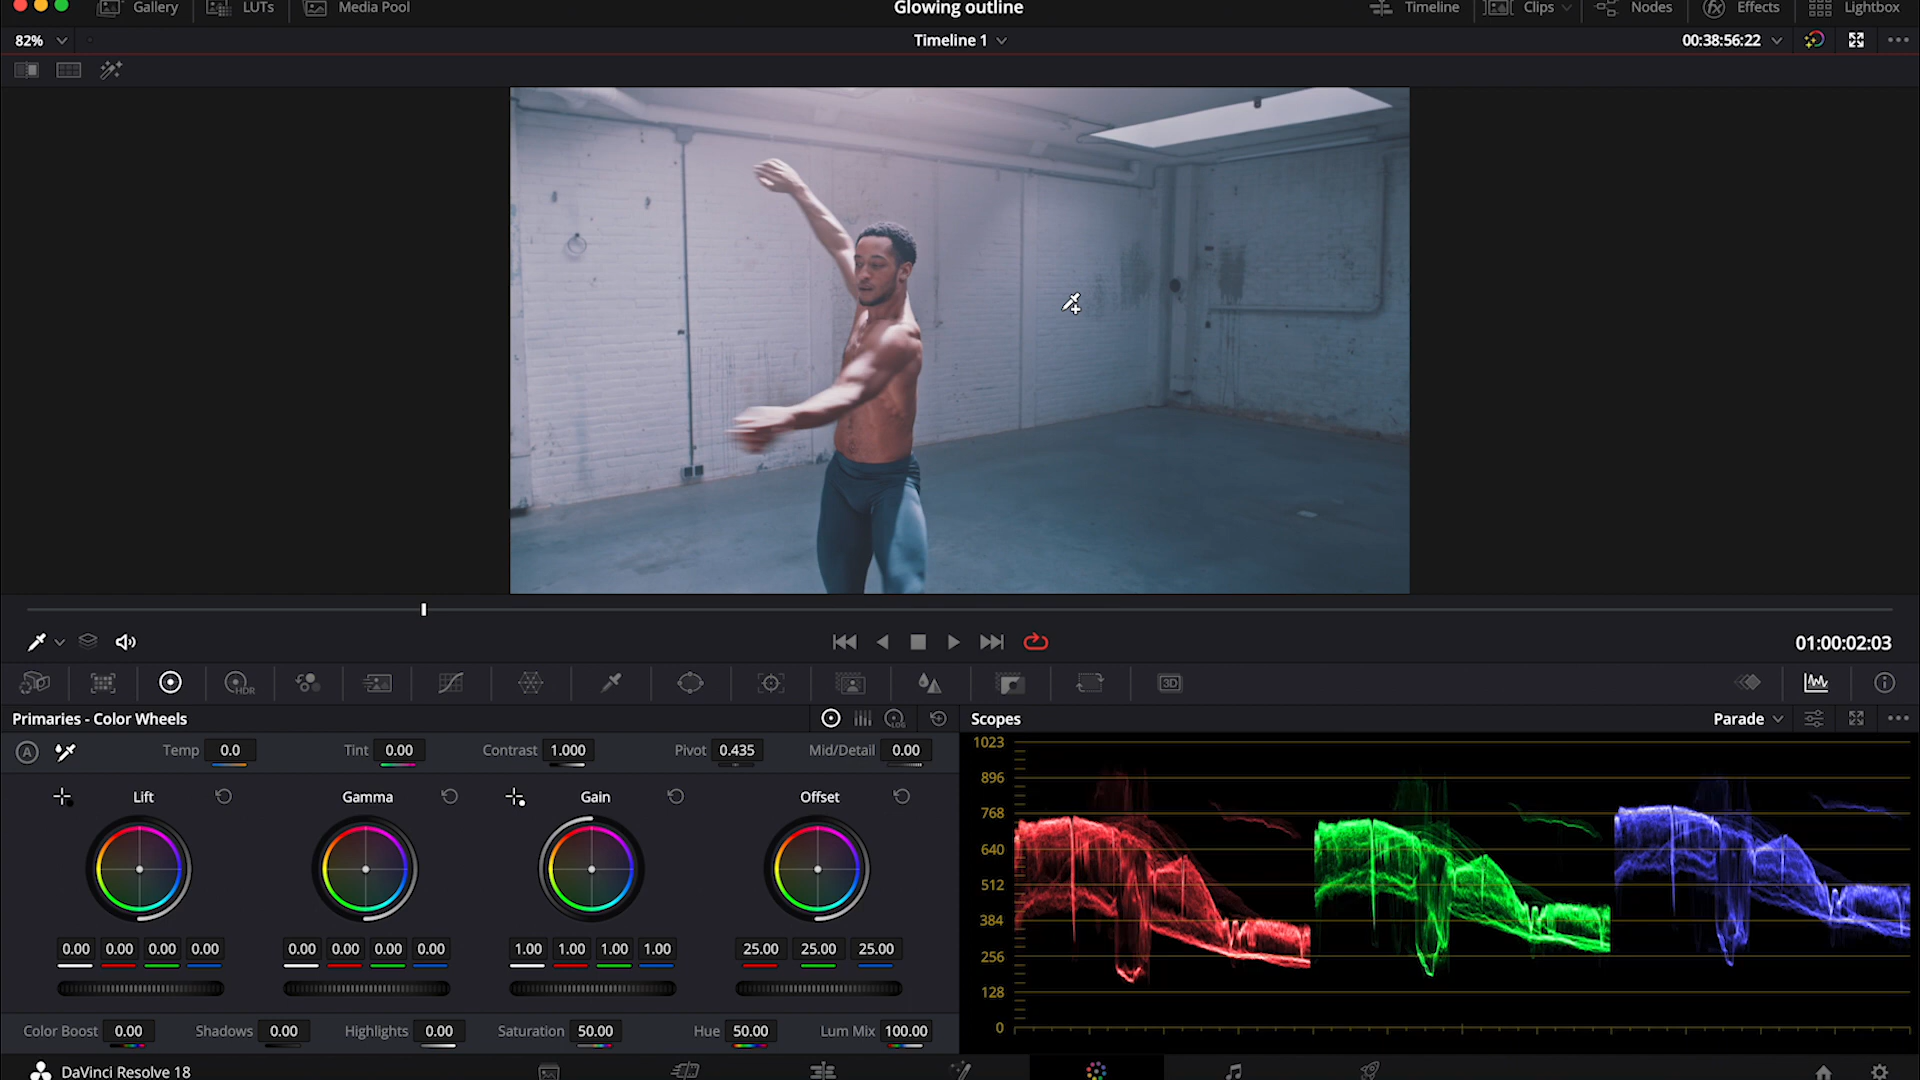 Gallery LUTs Media Pool Glowing outline Timeline Clips Nodes Effects Lightbox
82% Timeline 1 00:38:56:22
01:00:02:03
HDR 3D
Primaries - Color Wheels LOG Scopes Parade
A Temp 0.0 Tint 0.00 Contrast 1.000 Pivot 0.435 Mid/Detail 0.00
Lift Gamma Gain Offset
0.00 0.00 0.00 0.00 0.00 0.00 0.00 0.00 1.00 1.00 1.00 1.00 25.00 25.00 25.00
Color Boost 0.00 Shadows 0.00 Highlights 0.00 Saturation 50.00 Hue 50.00 Lum Mix 100.00
1023
896
768
640
512
384
256
128
0
DaVinci Resolve 18